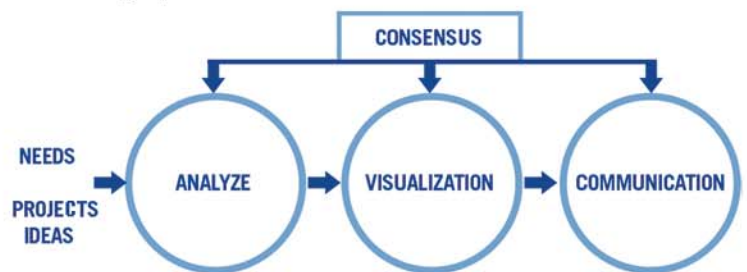 CONSENSUS
NEEDS
PROJECTS
IDEAS
ANALYZE
VISUALIZATION
COMMUNICATION